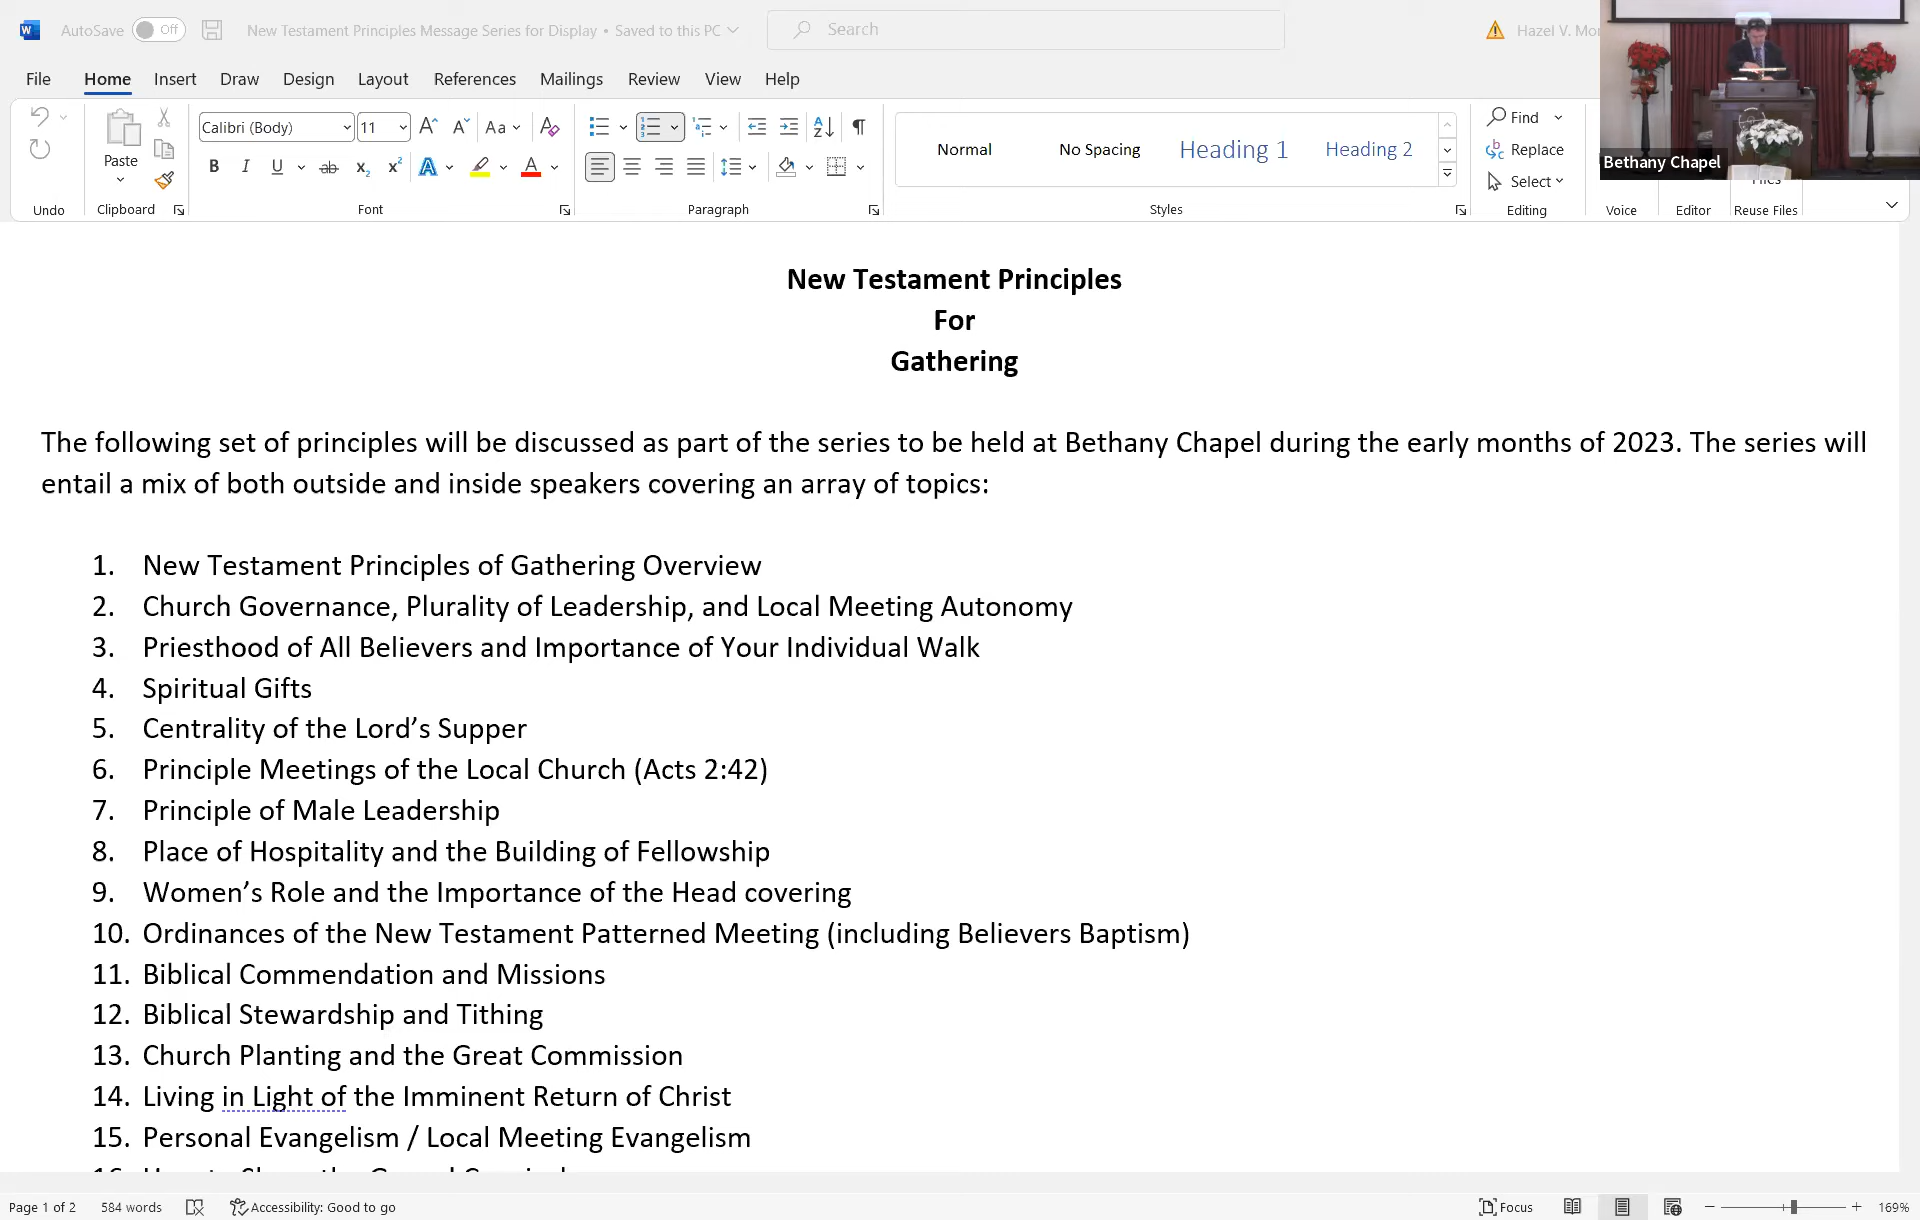 AutoSave Off New Testament Principles Message Series for Display • Saved to this PC Search Hazel V. Mo
File Home Insert Draw Design Layout References Mailings Review View Help
Calibri (Body) 11 Aa Find
Paste B I U ab x₂ x² A A Normal No Spacing Heading 1 Heading 2 Replace
Select
Bethany Chapel
Undo Clipboard Font Paragraph Styles Editing Voice Editor Reuse Files
New Testament Principles
For
Gathering
The following set of principles will be discussed as part of the series to be held at Bethany Chapel during the early months of 2023. The series will
entail a mix of both outside and inside speakers covering an array of topics:
1. New Testament Principles of Gathering Overview
2. Church Governance, Plurality of Leadership, and Local Meeting Autonomy
3. Priesthood of All Believers and Importance of Your Individual Walk
4. Spiritual Gifts
5. Centrality of the Lord’s Supper
6. Principle Meetings of the Local Church (Acts 2:42)
7. Principle of Male Leadership
8. Place of Hospitality and the Building of Fellowship
9. Women’s Role and the Importance of the Head covering
10. Ordinances of the New Testament Patterned Meeting (including Believers Baptism)
11. Biblical Commendation and Missions
12. Biblical Stewardship and Tithing
13. Church Planting and the Great Commission
14. Living in Light of the Imminent Return of Christ
15. Personal Evangelism / Local Meeting Evangelism
Page 1 of 2 584 words Accessibility: Good to go Focus 169%